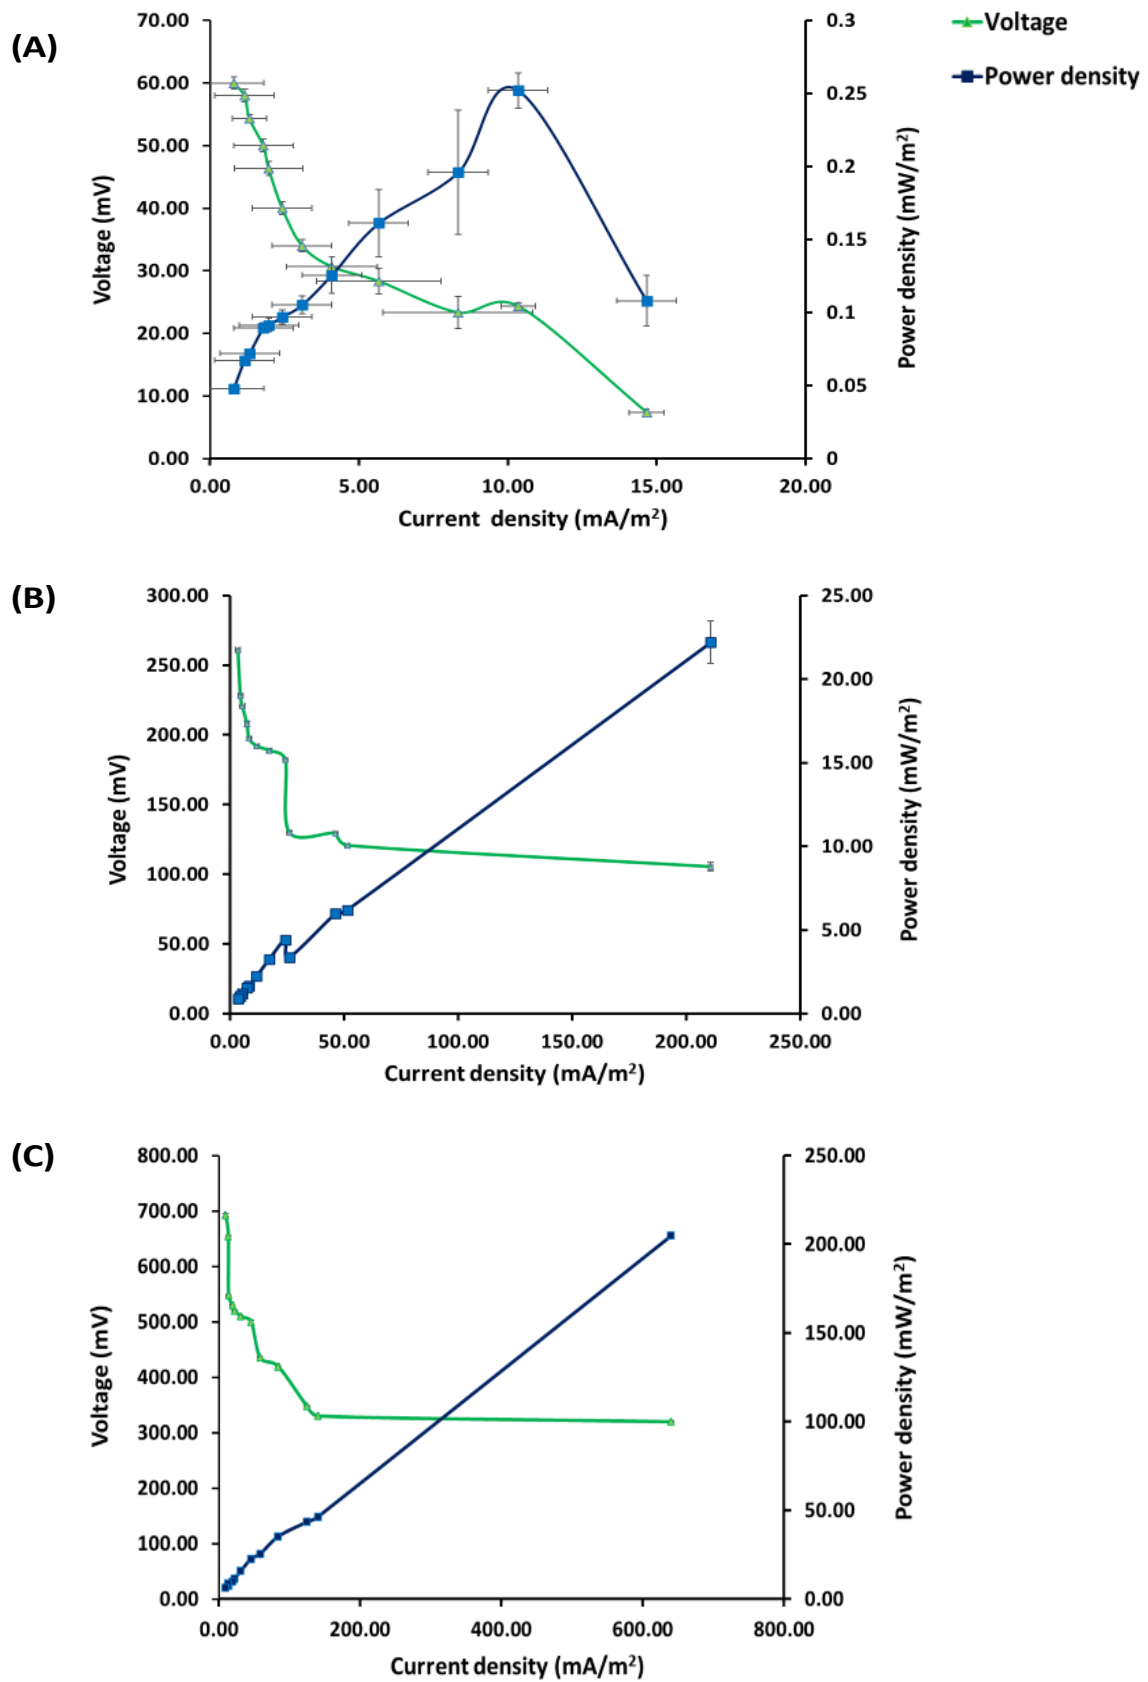 (A)
Voltage
Power density
70.00
60.00
50.00
40.00
30.00
20.00
10.00
0.00
Voltage (mV)
0.3
0.25
0.2
0.15
0.1
0.05
0
Power density (mW/m²)
0.00 5.00 10.00 15.00 20.00
Current density (mA/m²)
(B)
300.00
250.00
200.00
150.00
100.00
50.00
0.00
Voltage (mV)
25.00
20.00
15.00
10.00
5.00
0.00
Power density (mW/m²)
0.00 50.00 100.00 150.00 200.00 250.00
Current density (mA/m²)
(C)
800.00
700.00
600.00
500.00
400.00
300.00
200.00
100.00
0.00
Voltage (mV)
250.00
200.00
150.00
100.00
50.00
0.00
Power density (mW/m²)
0.00 200.00 400.00 600.00 800.00
Current density (mA/m²)